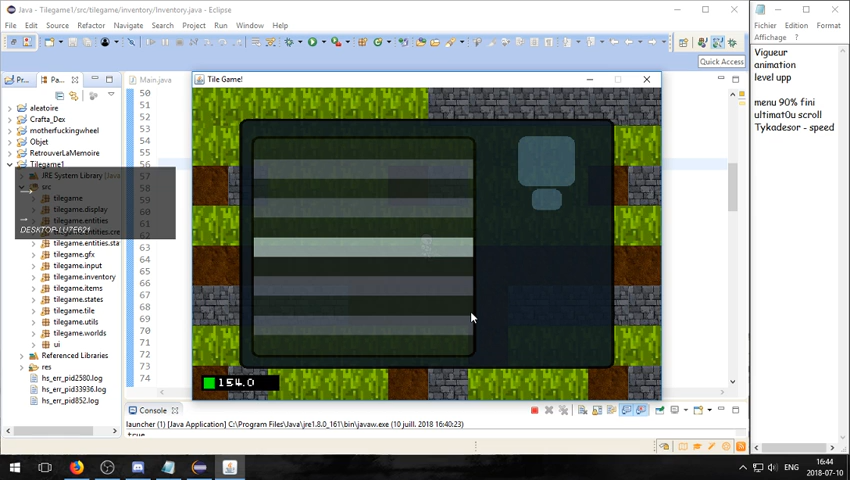 Java - Tilegame1/src/tilegame/inventory/Inventory.java - Eclipse
File Edit Source Refactor Navigate Search Project Run Window Help
Quick Access
Pr...
Pa...
Main.java
Tile Game!
aleatoire
Crafta_Dex
motherfuckingwheel
Objet
RetrouverLaMemoire
Tilegame1
JRE System Library
src
tilegame
tilegame.display
tilegame.entities
tilegame.entities.cre
tilegame.entities.sta
tilegame.gfx
tilegame.input
tilegame.inventory
tilegame.items
tilegame.states
tilegame.tile
tilegame.utils
tilegame.worlds
ui
Referenced Libraries
res
hs_err_pid2580.log
hs_err_pid33936.log
hs_err_pid852.log
DESKTOP-LU7E621
50
51
52
53
54
55
56
57
58
59
60
61
62
63
64
65
66
67
68
69
70
71
72
73
74
154.0
Console
launcher (1) [Java Application] C:\Program Files\Java\jre1.8.0_161\bin\javaw.exe (10 juill. 2018 16:40:23)
true
Fichier Edition Format
Affichage ?
Vigueur
animation
level upp
menu 90% fini
ultimat0u scroll
Tykadesor - speed
ENG
16:44
2018-07-10